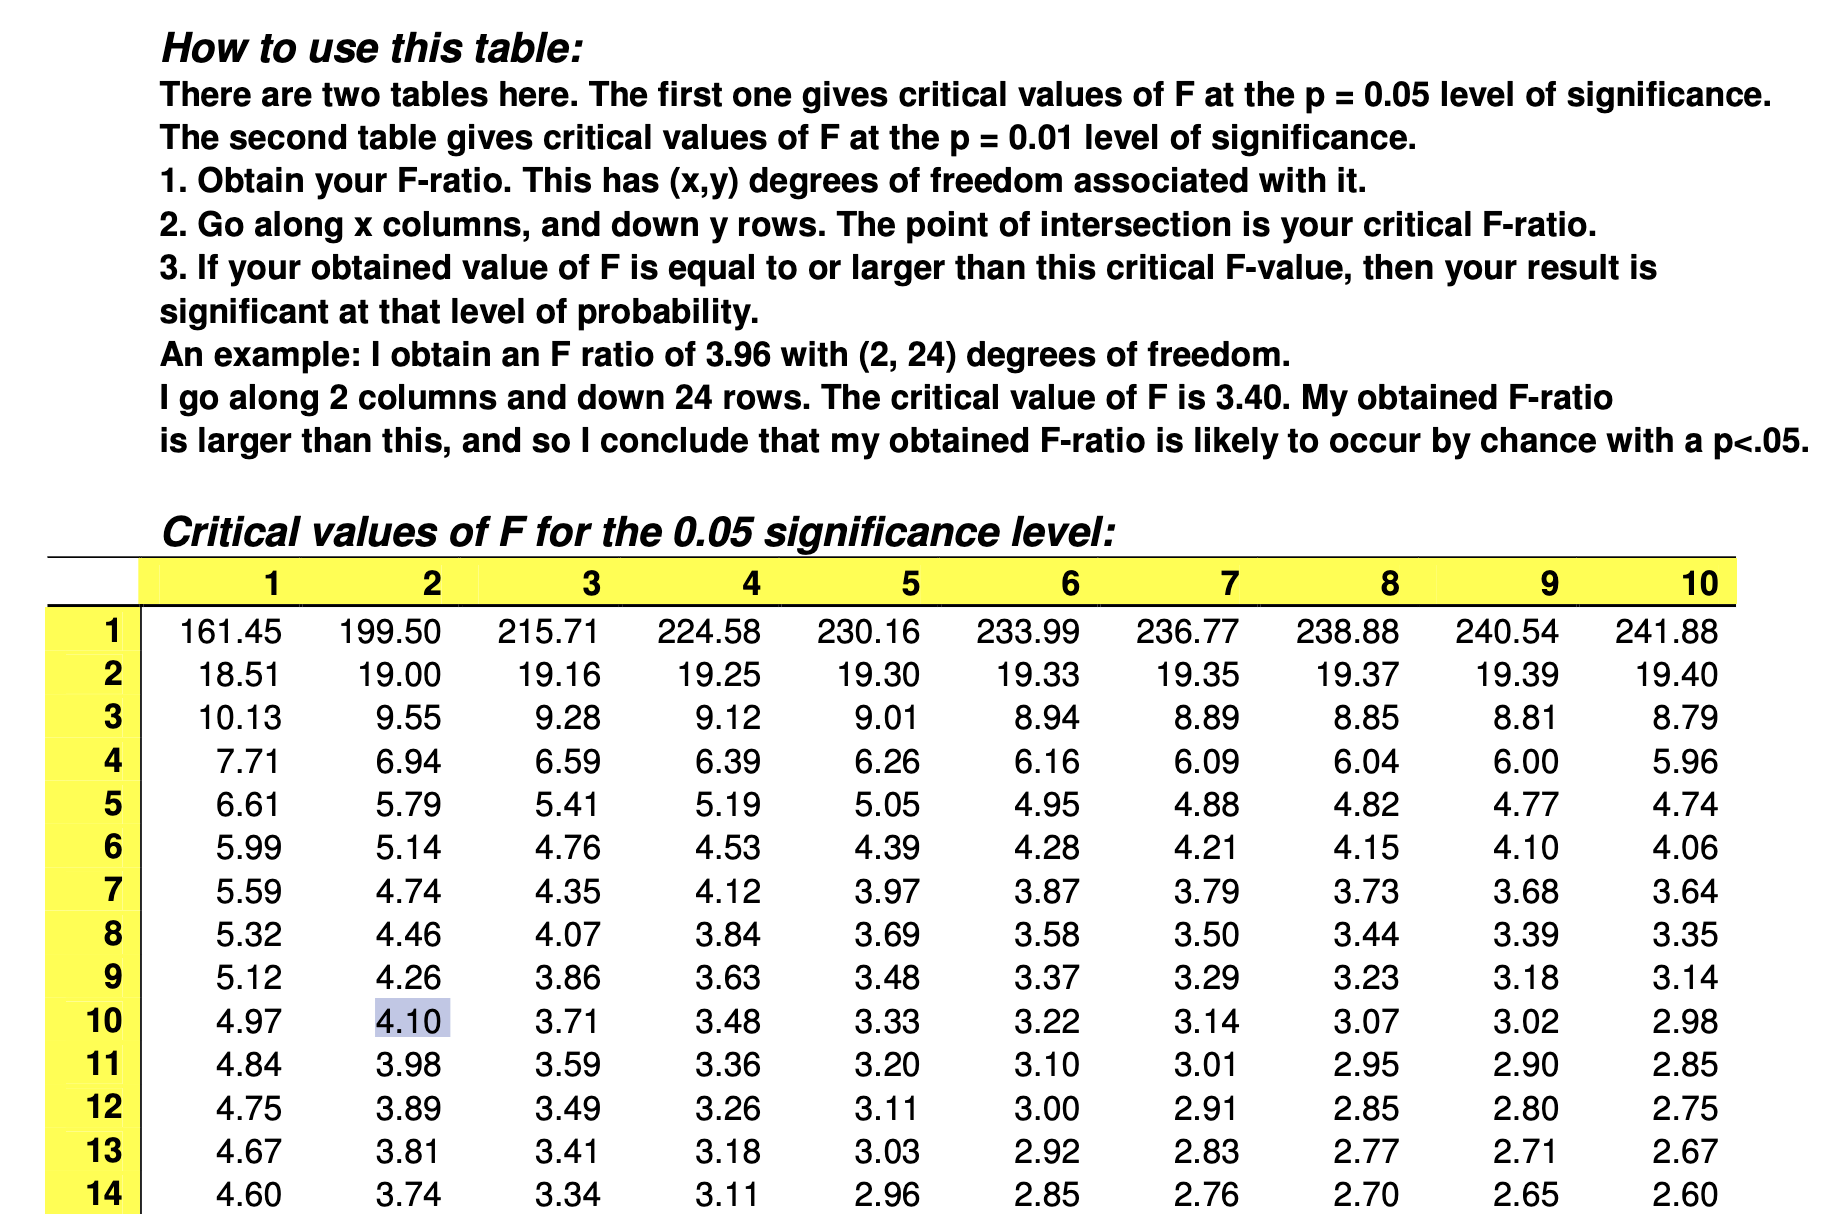 How to use this table:
There are two tables here. The first one gives critical values of F at the p = 0.05 level of significance.
The second table gives critical values of F at the p = 0.01 level of significance.
1. Obtain your F-ratio. This has (x,y) degrees of freedom associated with it.
2. Go along x columns, and down y rows. The point of intersection is your critical F-ratio.
3. If your obtained value of F is equal to or larger than this critical F-value, then your result is
significant at that level of probability.
An example: I obtain an F ratio of 3.96 with (2, 24) degrees of freedom.
I go along 2 columns and down 24 rows. The critical value of F is 3.40. My obtained F-ratio
is larger than this, and so I conclude that my obtained F-ratio is likely to occur by chance with a p<.05.
Critical values of F for the 0.05 significance level:
1 2 3 4 5 6 7 8 9 10
1 161.45 199.50 215.71 224.58 230.16 233.99 236.77 238.88 240.54 241.88
2 18.51 19.00 19.16 19.25 19.30 19.33 19.35 19.37 19.39 19.40
3 10.13 9.55 9.28 9.12 9.01 8.94 8.89 8.85 8.81 8.79
4 7.71 6.94 6.59 6.39 6.26 6.16 6.09 6.04 6.00 5.96
5 6.61 5.79 5.41 5.19 5.05 4.95 4.88 4.82 4.77 4.74
6 5.99 5.14 4.76 4.53 4.39 4.28 4.21 4.15 4.10 4.06
7 5.59 4.74 4.35 4.12 3.97 3.87 3.79 3.73 3.68 3.64
8 5.32 4.46 4.07 3.84 3.69 3.58 3.50 3.44 3.39 3.35
9 5.12 4.26 3.86 3.63 3.48 3.37 3.29 3.23 3.18 3.14
10 4.97 4.10 3.71 3.48 3.33 3.22 3.14 3.07 3.02 2.98
11 4.84 3.98 3.59 3.36 3.20 3.10 3.01 2.95 2.90 2.85
12 4.75 3.89 3.49 3.26 3.11 3.00 2.91 2.85 2.80 2.75
13 4.67 3.81 3.41 3.18 3.03 2.92 2.83 2.77 2.71 2.67
14 4.60 3.74 3.34 3.11 2.96 2.85 2.76 2.70 2.65 2.60